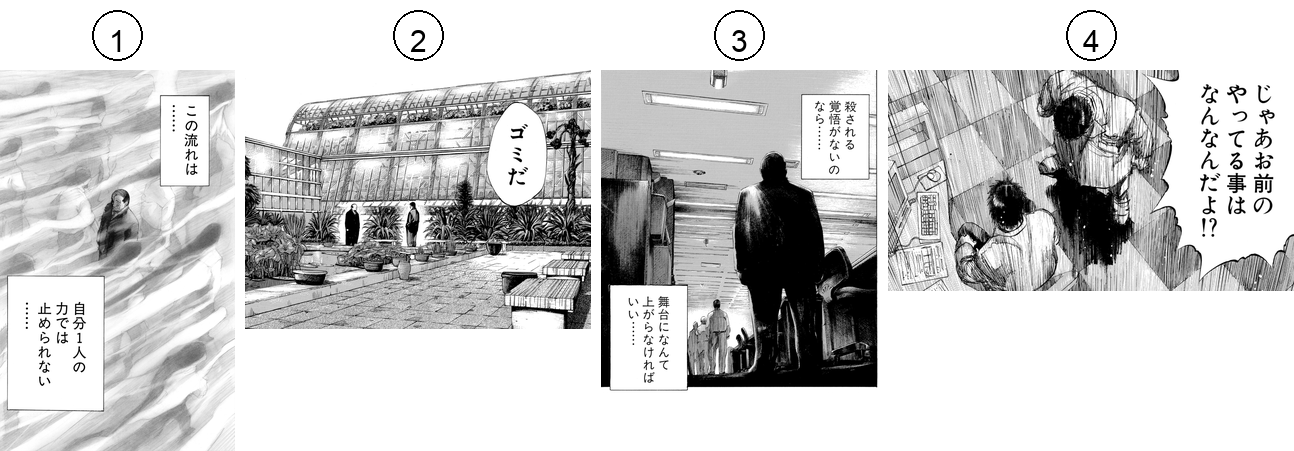 1
この流れは
……
自分1人の
力では
止められない
……
2
ゴミだ
3
殺される
覚悟がないの
なら……
舞台になんて
上がらなければ
いい……
4
じゃあお前の
やってる事は
なんなんだよ!?